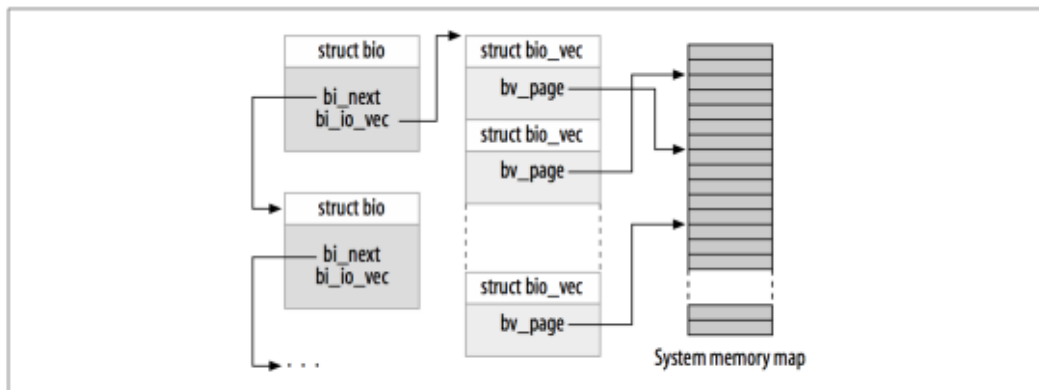 struct bio
bi_next
bi_io_vec
struct bio
bi_next
bi_io_vec
. . .
struct bio_vec
bv_page
struct bio_vec
bv_page
struct bio_vec
bv_page
System memory map